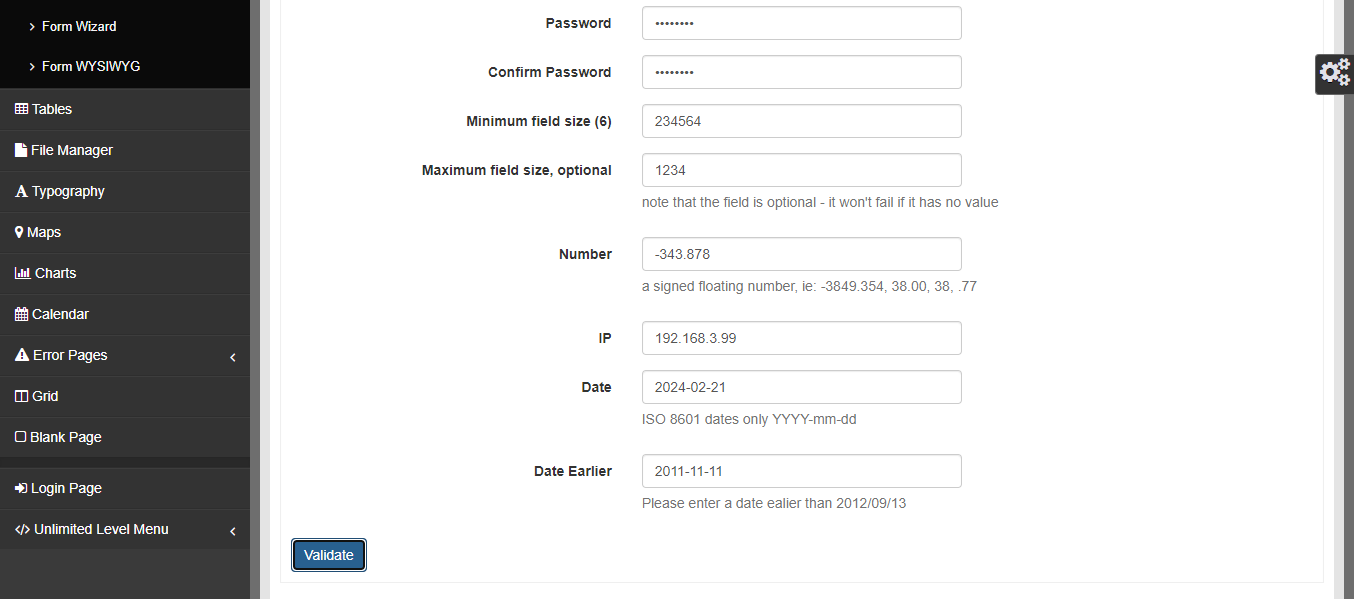 Form Wizard
Form WYSIWYG
Tables
File Manager
Typography
Maps
Charts
Calendar
Error Pages
Grid
Blank Page
Login Page
Unlimited Level Menu
Password ••••••••
Confirm Password ••••••••
Minimum field size (6) 234564
Maximum field size, optional 1234
note that the field is optional - it won't fail if it has no value
Number -343.878
a signed floating number, ie: -3849.354, 38.00, 38, .77
IP 192.168.3.99
Date 2024-02-21
ISO 8601 dates only YYYY-mm-dd
Date Earlier 2011-11-11
Please enter a date ealier than 2012/09/13
Validate